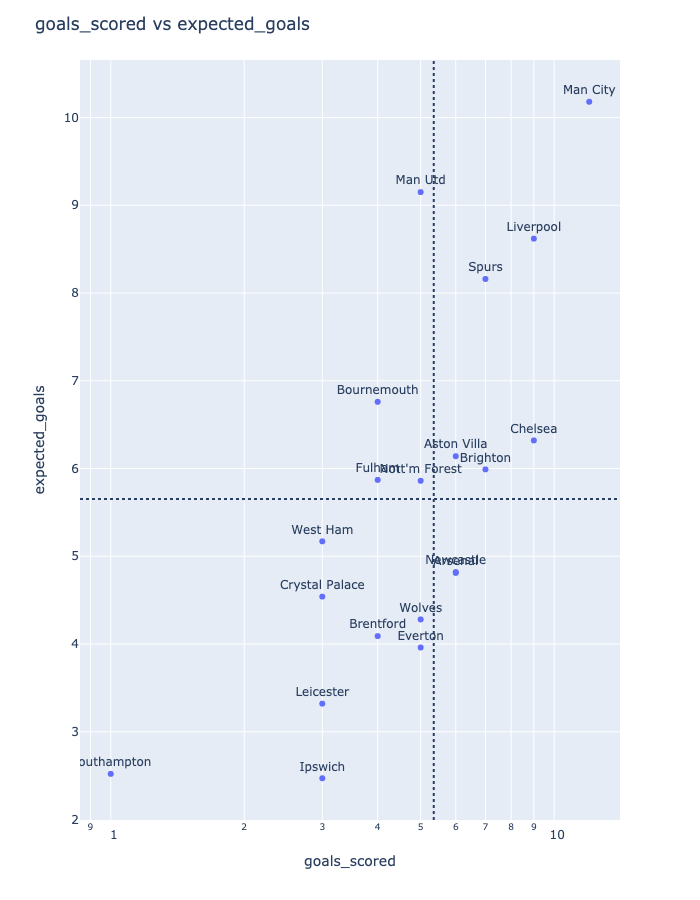 goals_scored vs expected_goals
Man City
10
Man Utd
9
Liverpool
Spurs
8
Bournemouth
7
Chelsea
Aston Villa
Brighton
Fulham
Nott'm Forest
6
expected_goals
West Ham
Newcastle
Arsenal
5
Crystal Palace
Wolves
Brentford
Everton
4
Leicester
3
outhampton
Ipswich
2
9 2 3 4 5 6 7 8 9
1 10
goals_scored